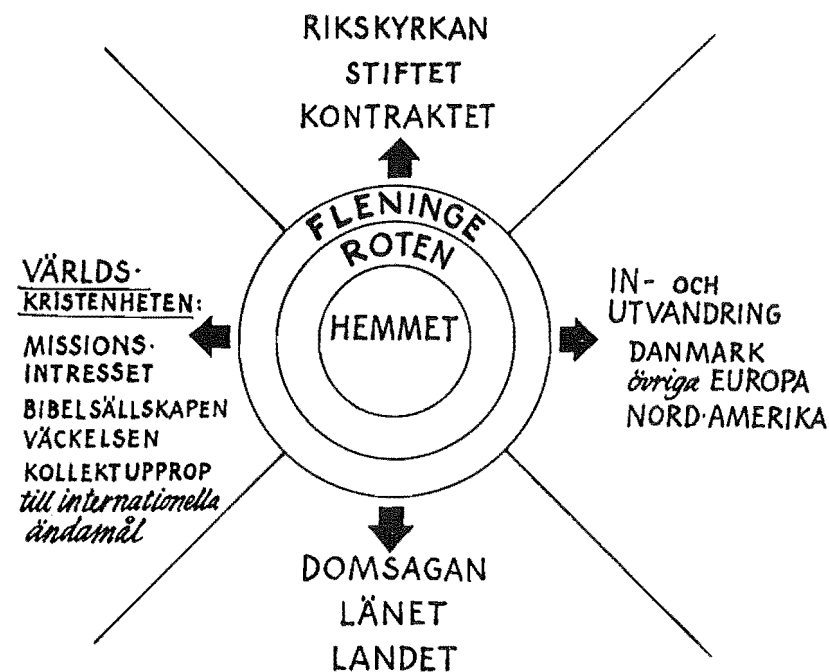 RIKSKYRKAN
STIFTET
KONTRAKTET
FLENINGE
ROTEN
HEMMET
VÄRLDS-
KRISTENHETEN:
MISSIONS-
INTRESSET
BIBELSÄLLSKAPEN
VÄCKELSEN
KOLLEKTUPPROP
till internationella
ändamål
IN- OCH
UTVANDRING
DANMARK
övriga EUROPA
NORD-AMERIKA
DOMSAGAN
LÄNET
LANDET